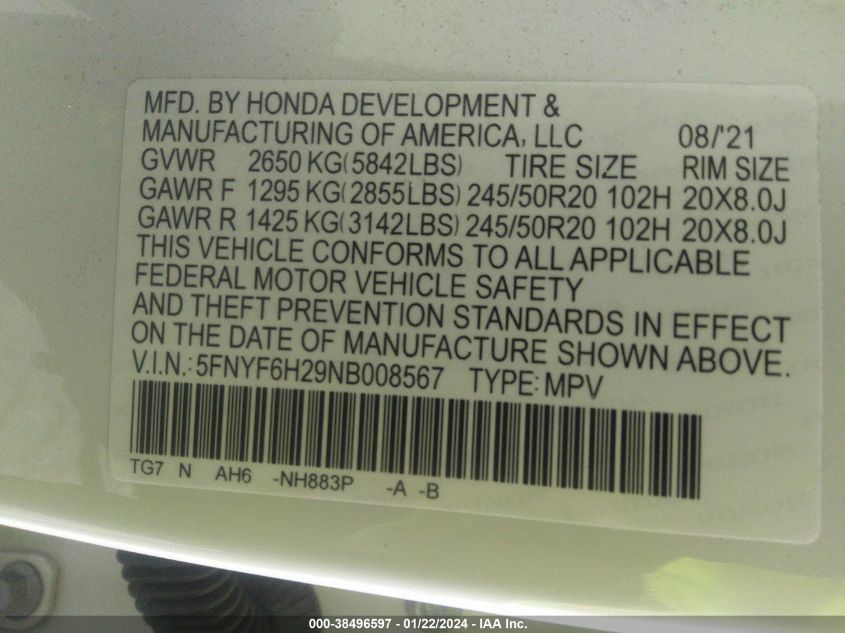 MFD. BY HONDA DEVELOPMENT &
MANUFACTURING OF AMERICA, LLC 08/'21
GVWR 2650 KG(5842LBS) TIRE SIZE RIM SIZE
GAWR F 1295 KG(2855LBS) 245/50R20 102H 20X8.0J
GAWR R 1425 KG(3142LBS) 245/50R20 102H 20X8.0J
THIS VEHICLE CONFORMS TO ALL APPLICABLE
FEDERAL MOTOR VEHICLE SAFETY
AND THEFT PREVENTION STANDARDS IN EFFECT
ON THE DATE OF MANUFACTURE SHOWN ABOVE.
V.I.N.: 5FNYF6H29NB008567 TYPE: MPV
TG7 N AH6 -NH883P -A -B
000-38496597 - 01/22/2024 - IAA Inc.